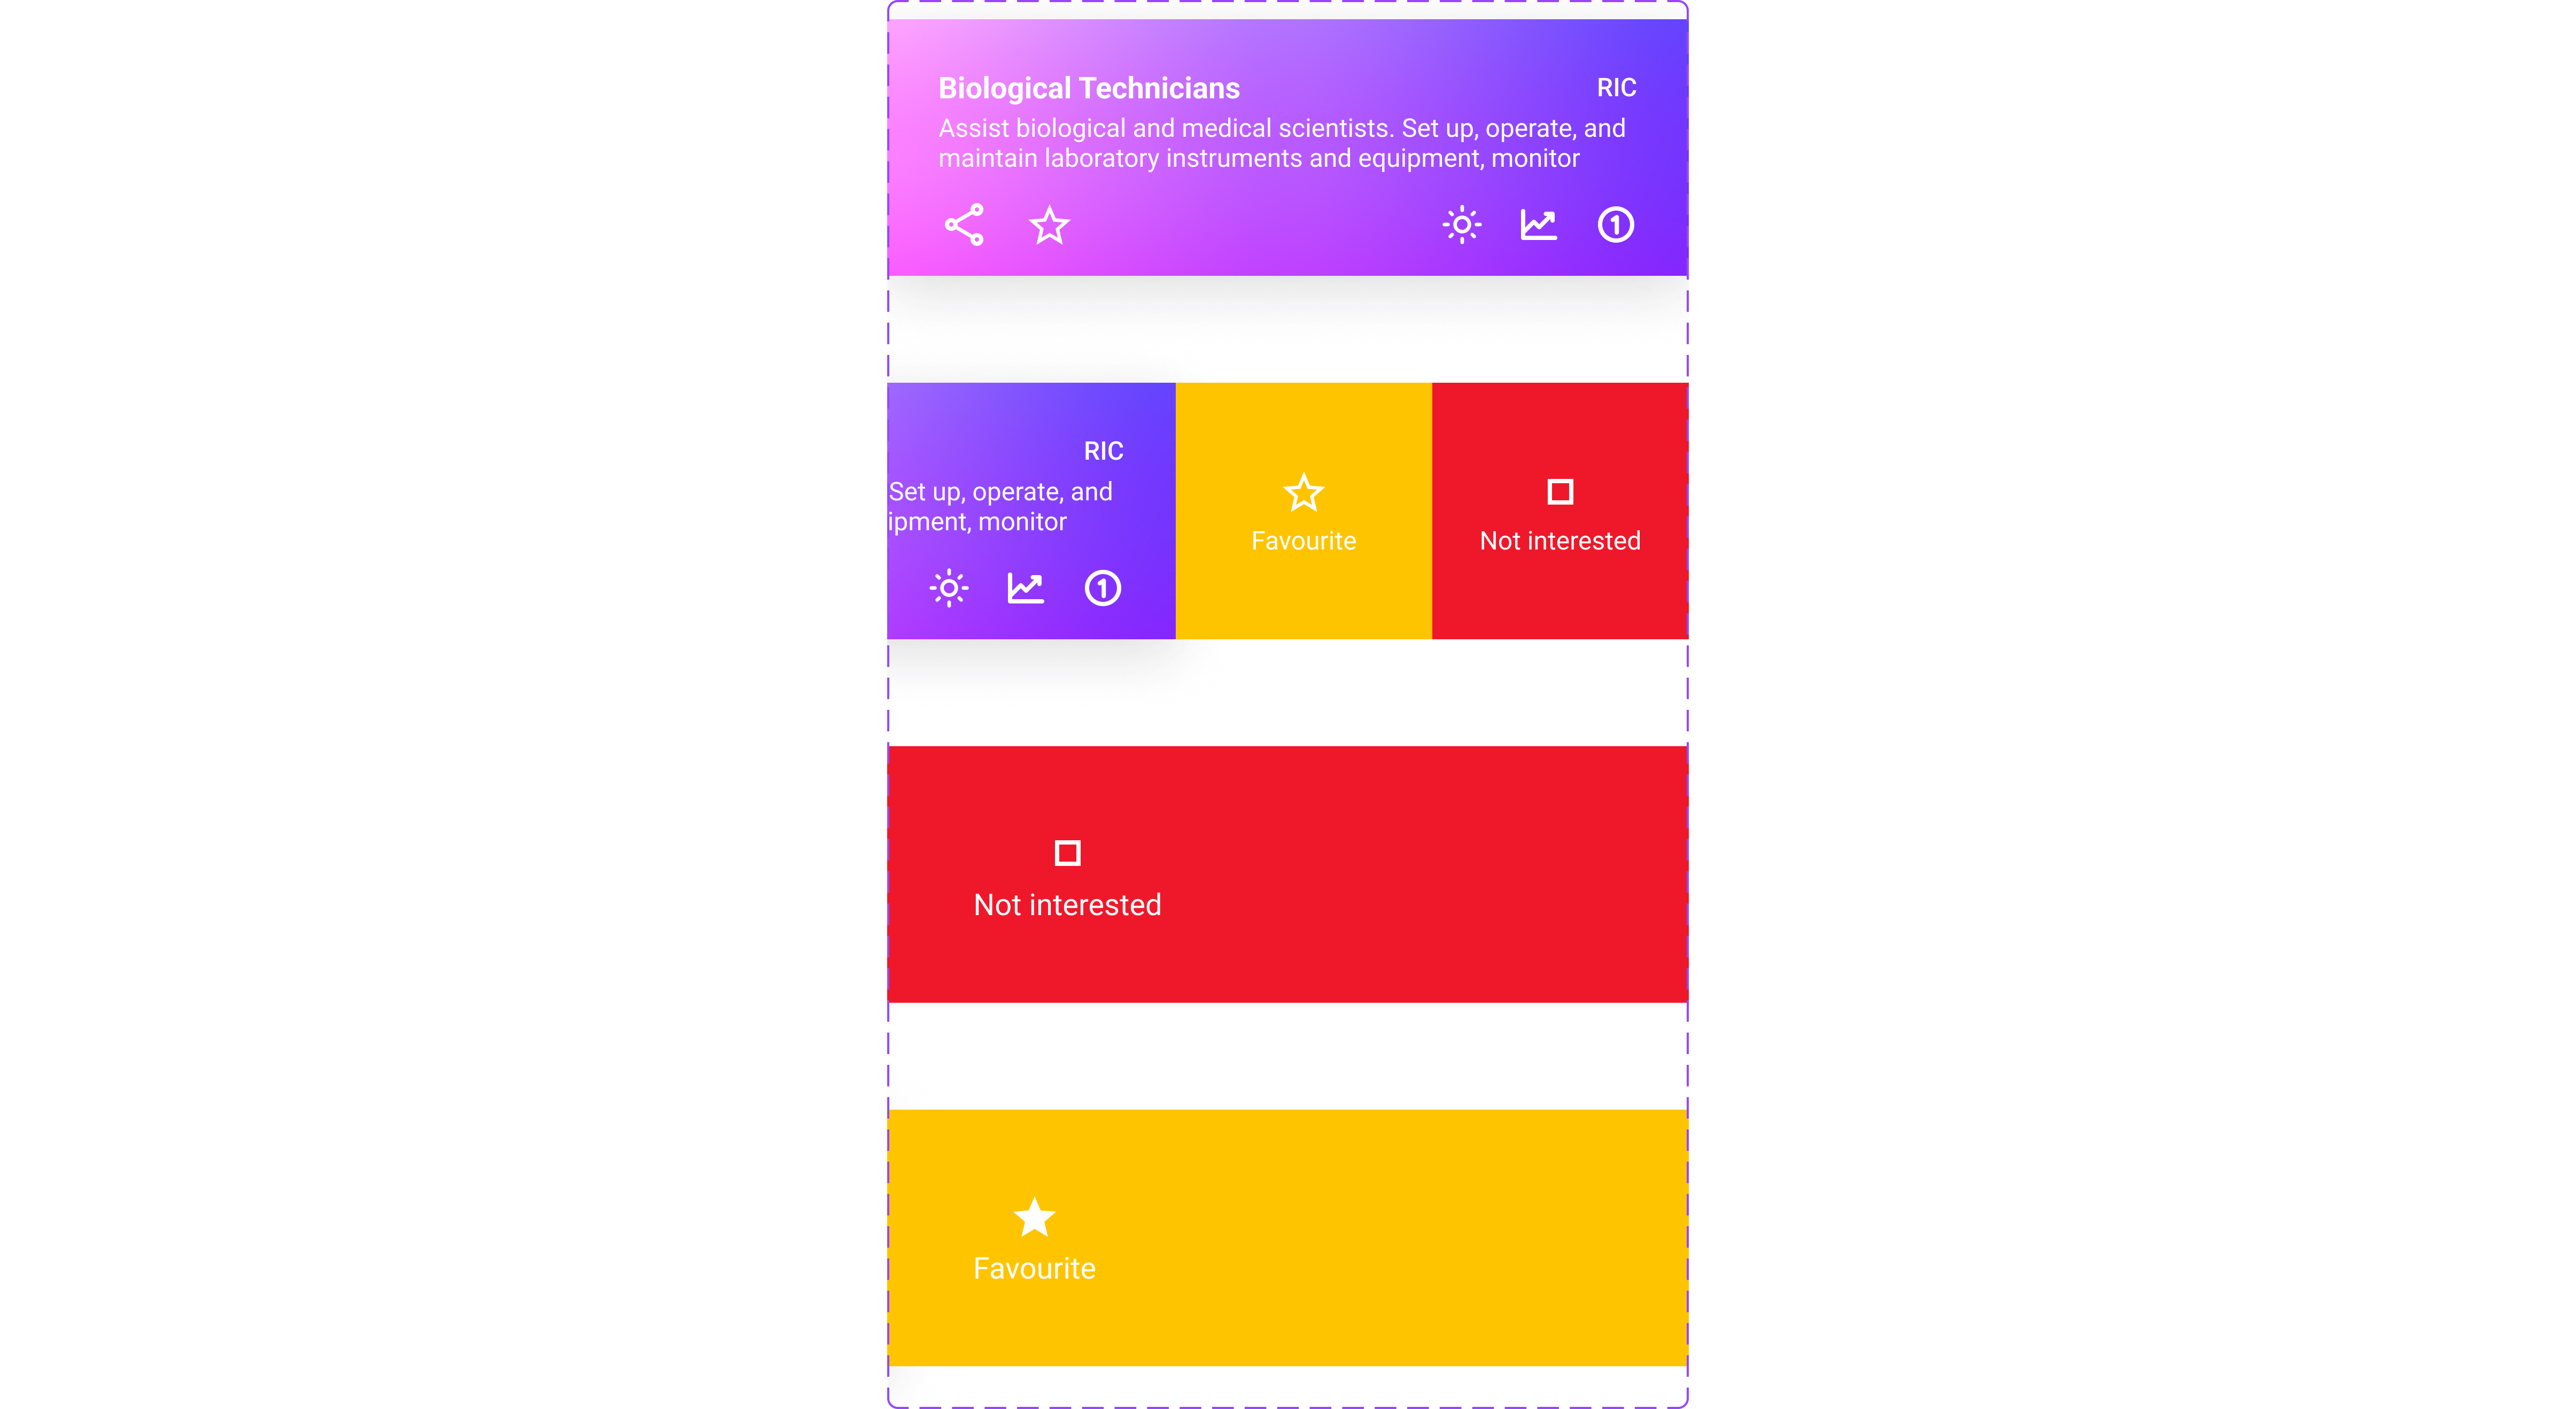 Biological Technicians
RIC
Assist biological and medical scientists. Set up, operate, and
maintain laboratory instruments and equipment, monitor
1
RIC
Set up, operate, and
ipment, monitor
1
Favourite
Not interested
Not interested
Favourite